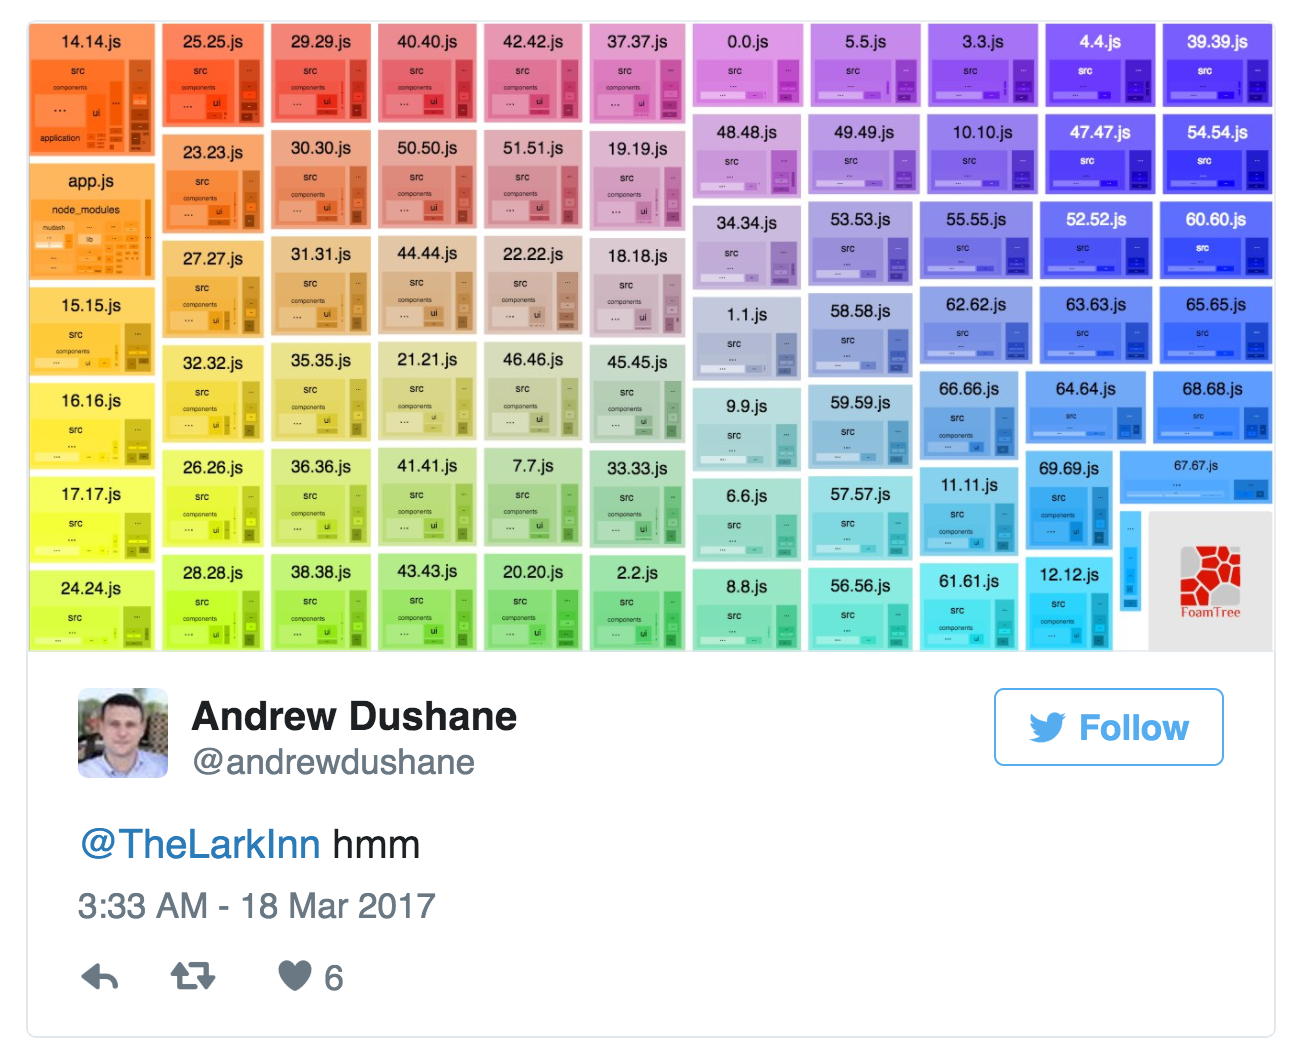 14.14.js
src
components
... ui ...
application
app.js
node_modules
mudash
lib
15.15.js
src
components
... ui
16.16.js
src
...
17.17.js
src
...
24.24.js
src
...
25.25.js
src
components
... ui
23.23.js
src
components
... ui
27.27.js
src
components
... ui
32.32.js
src
components
... ui
26.26.js
src
components
... ui
28.28.js
src
components
... ui
29.29.js
src
components
... ui
30.30.js
src
components
... ui
31.31.js
src
components
... ui
35.35.js
src
components
... ui
36.36.js
src
components
... ui
38.38.js
src
components
... ui
40.40.js
src
components
... ui
50.50.js
src
components
... ui
44.44.js
src
components
... ui
21.21.js
src
components
... ui
41.41.js
src
components
... ui
43.43.js
src
components
... ui
42.42.js
src
components
... ui
51.51.js
src
components
... ui
22.22.js
src
components
... ui
46.46.js
src
components
... ui
7.7.js
src
components
... ui
20.20.js
src
components
... ui
37.37.js
src
components
... ui
19.19.js
src
components
... ui
18.18.js
src
components
... ui
45.45.js
src
components
... ui
33.33.js
src
components
... ui
2.2.js
src
components
... ui
0.0.js
src
...
48.48.js
src
...
34.34.js
src
...
1.1.js
src
...
9.9.js
src
...
6.6.js
src
...
8.8.js
src
...
5.5.js
src
...
49.49.js
src
...
53.53.js
src
...
58.58.js
src
...
59.59.js
src
...
57.57.js
src
...
56.56.js
src
...
3.3.js
src
...
10.10.js
src
...
55.55.js
src
...
62.62.js
src
...
66.66.js
src
components
... ui
11.11.js
src
components
... ui
61.61.js
src
components
... ui
4.4.js
src
...
47.47.js
src
...
52.52.js
src
...
63.63.js
src
...
64.64.js
src
...
69.69.js
src
components
... ui
12.12.js
src
components
... ui
39.39.js
src
...
54.54.js
src
...
60.60.js
src
...
65.65.js
src
...
68.68.js
src
...
67.67.js
...
FoamTree
Andrew Dushane
@andrewdushane
Follow
@TheLarkInn hmm
3:33 AM - 18 Mar 2017
6